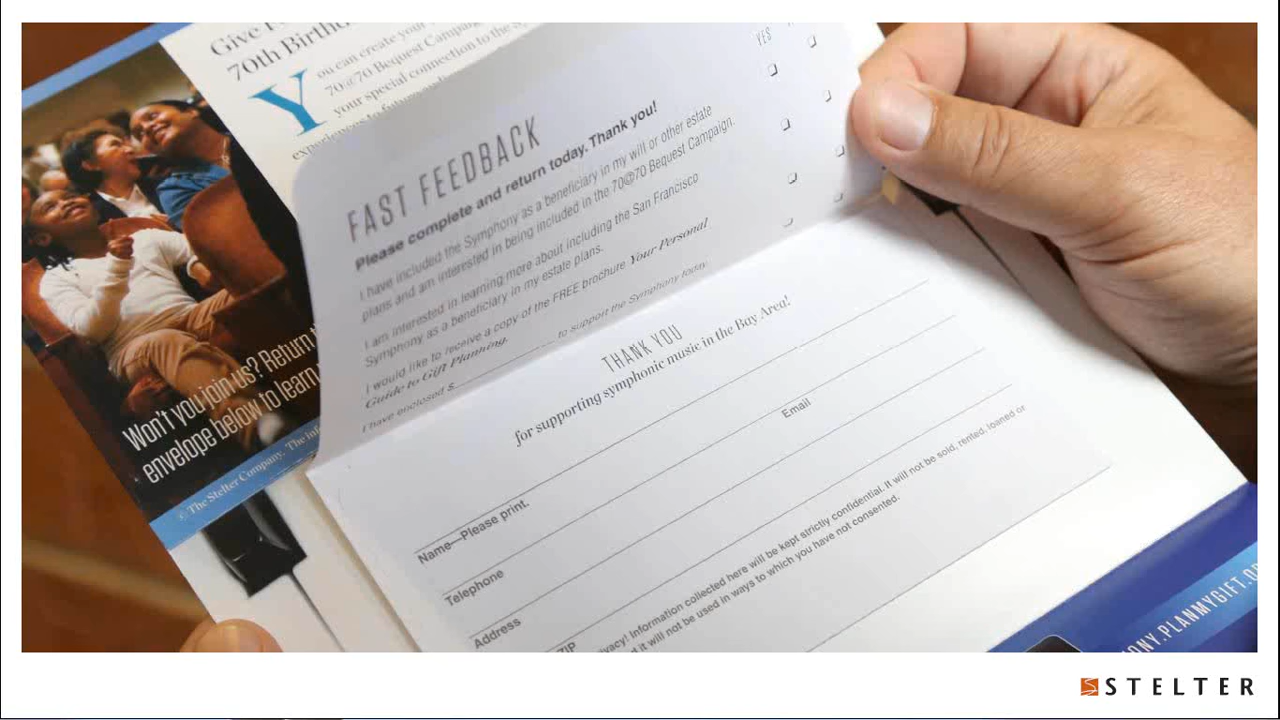 Give
70th Birth
You can create your
70@70 Bequest Campaign
your special connection to the
Won't you join us? Return
envelope below to learn
© The Stelter Company. The
YES
FAST FEEDBACK
Please complete and return today. Thank you!
I have included the Symphony as a beneficiary in my will or other estate
plans and am interested in being included in the 70@70 Bequest Campaign.
I am interested in learning more about including the San Francisco
Symphony as a beneficiary in my estate plans.
I would like to receive a copy of the FREE brochure Your Personal
Guide to Gift Planning.
I have enclosed $ to support the Symphony today.
THANK YOU
for supporting symphonic music in the Bay Area!
Name—Please print.
Telephone
Email
Address
ZIP
vacy! Information collected here will be kept strictly confidential. It will not be sold, rented, loaned or
d it will not be used in ways to which you have not consented.
ONY.PLANMYGIFT.O
STELTER